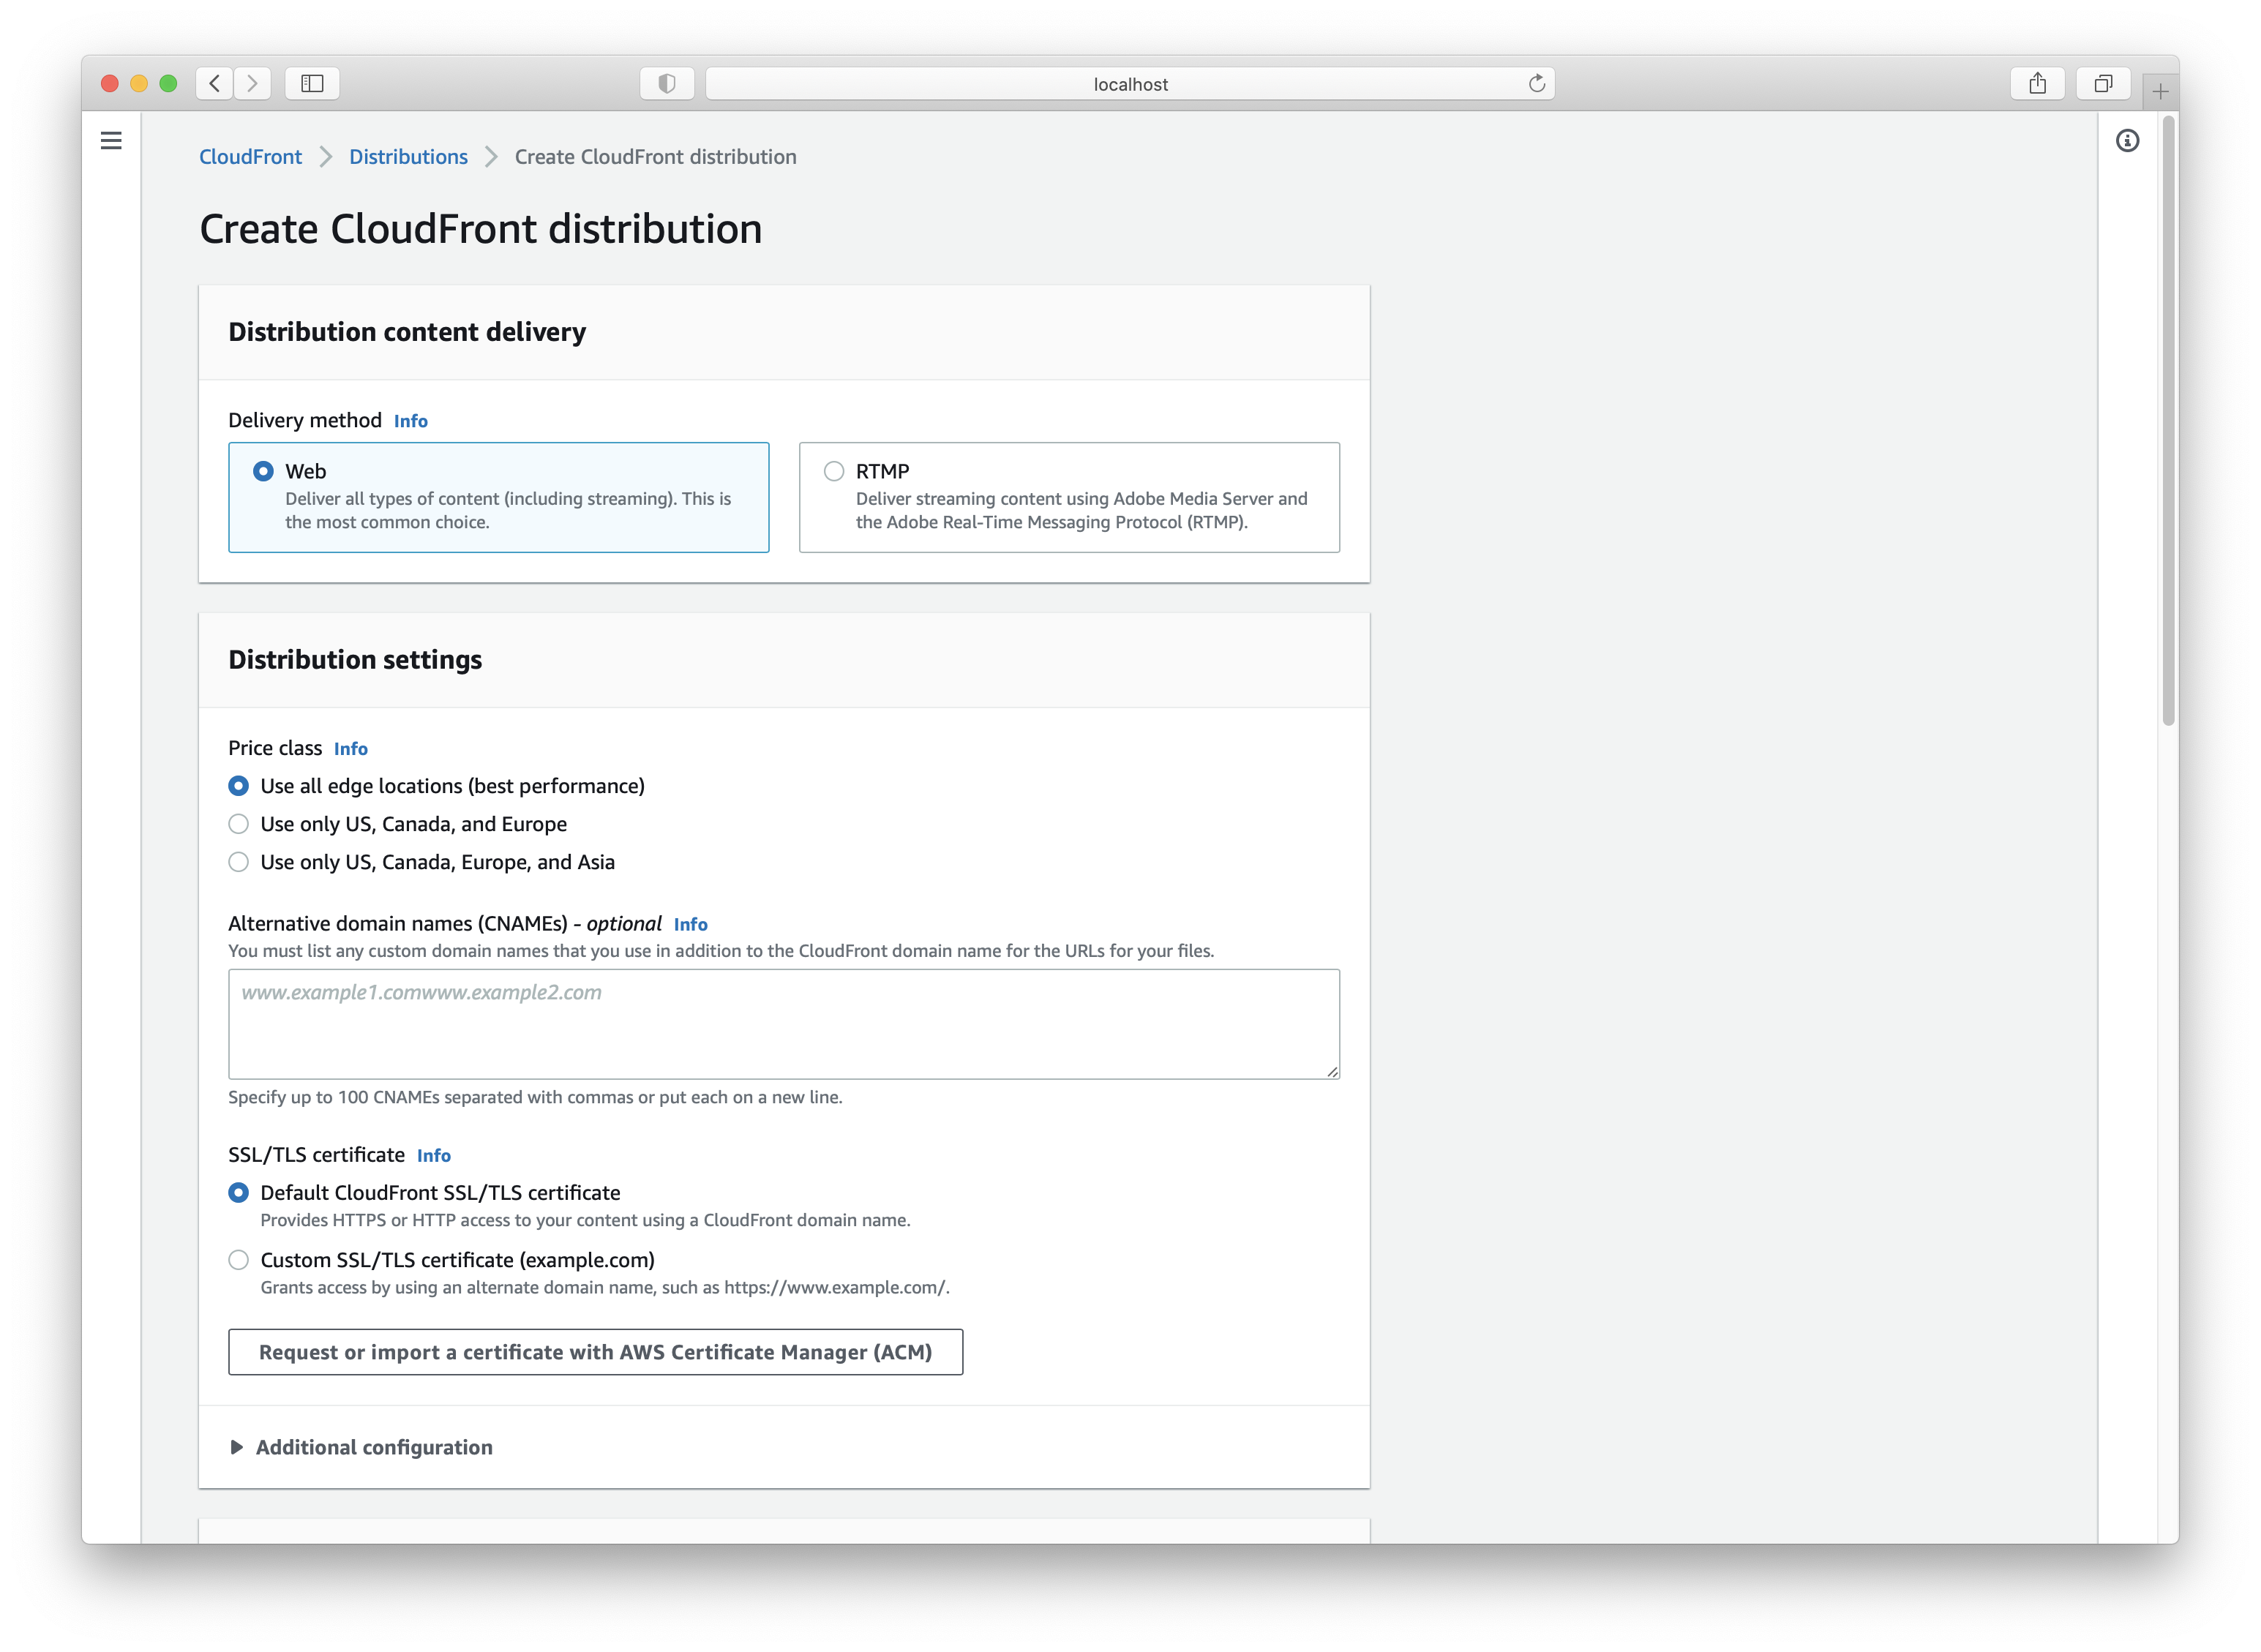 localhost
CloudFront
Distributions
Create CloudFront distribution
Create CloudFront distribution
Distribution content delivery
Delivery method Info
Web
Deliver all types of content (including streaming). This is
the most common choice.
RTMP
Deliver streaming content using Adobe Media Server and
the Adobe Real-Time Messaging Protocol (RTMP).
Distribution settings
Price class Info
Use all edge locations (best performance)
Use only US, Canada, and Europe
Use only US, Canada, Europe, and Asia
Alternative domain names (CNAMEs) - optional Info
You must list any custom domain names that you use in addition to the CloudFront domain name for the URLs for your files.
www.example1.comwww.example2.com
Specify up to 100 CNAMEs separated with commas or put each on a new line.
SSL/TLS certificate Info
Default CloudFront SSL/TLS certificate
Provides HTTPS or HTTP access to your content using a CloudFront domain name.
Custom SSL/TLS certificate (example.com)
Grants access by using an alternate domain name, such as https://www.example.com/.
Request or import a certificate with AWS Certificate Manager (ACM)
Additional configuration